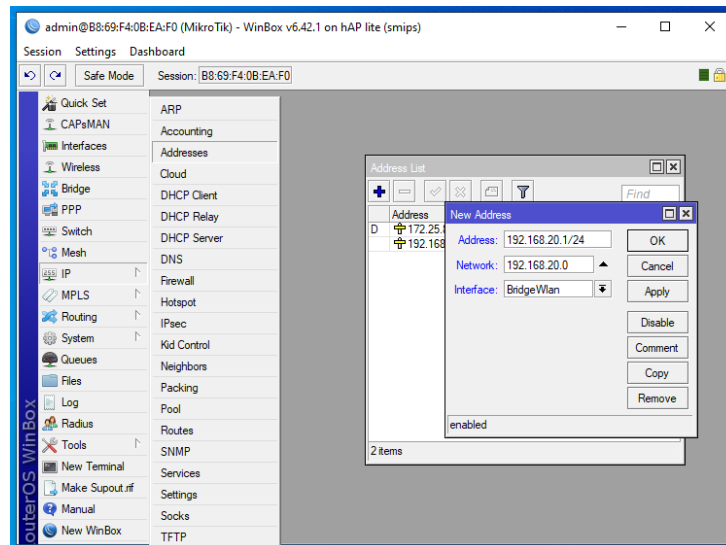 admin@B8:69:F4:0B:EA:F0 (MikroTik) - WinBox v6.42.1 on hAP lite (smips)
Session Settings Dashboard
Safe Mode Session: B8:69:F4:0B:EA:F0
Quick Set
CAPsMAN
Interfaces
Wireless
Bridge
PPP
Switch
Mesh
IP
MPLS
Routing
System
Queues
Files
Log
Radius
Tools
New Terminal
Make Supout.rif
Manual
New WinBox
outerOS WinBox
ARP
Accounting
Addresses
Cloud
DHCP Client
DHCP Relay
DHCP Server
DNS
Firewall
Hotspot
IPsec
Kid Control
Neighbors
Packing
Pool
Routes
SNMP
Services
Settings
Socks
TFTP
Address List
Find
Address
D 172.25.
192.168
2 items
New Address
Address: 192.168.20.1/24
Network: 192.168.20.0
Interface: BridgeWlan
OK
Cancel
Apply
Disable
Comment
Copy
Remove
enabled